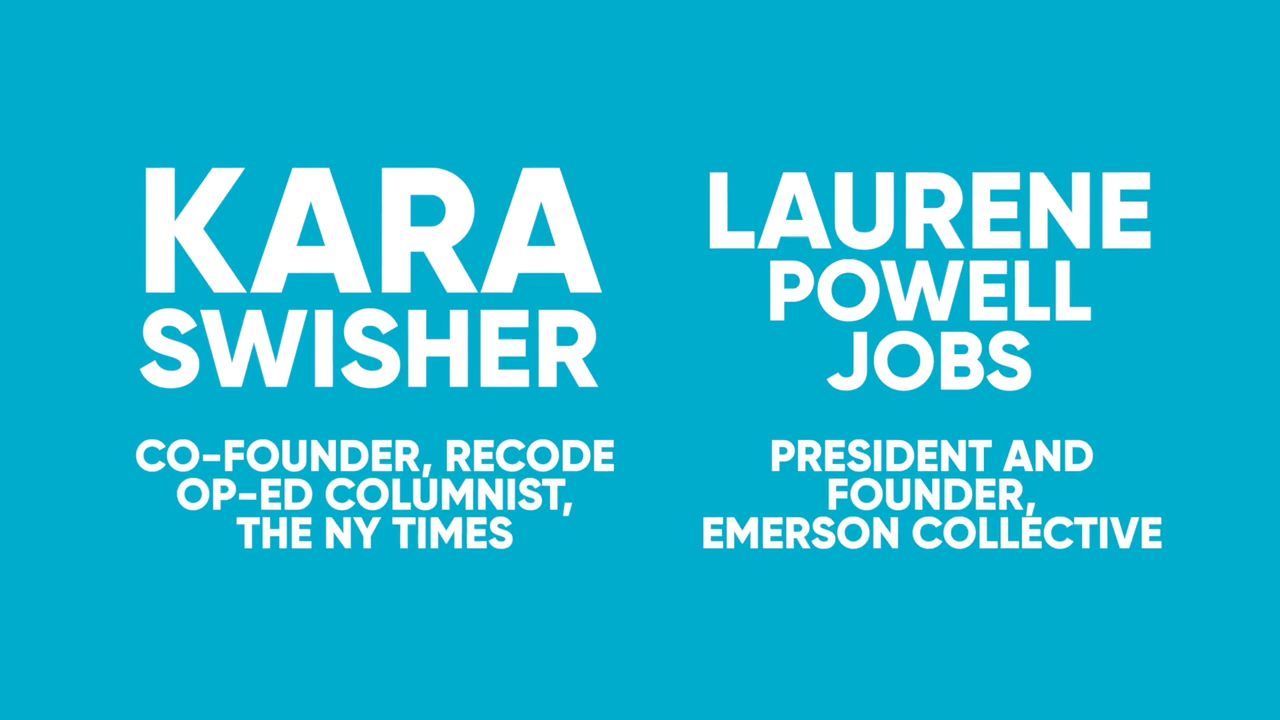 KARA
SWISHER
CO-FOUNDER, RECODE
OP-ED COLUMNIST,
THE NY TIMES
LAURENE
POWELL
JOBS
PRESIDENT AND
FOUNDER,
EMERSON COLLECTIVE